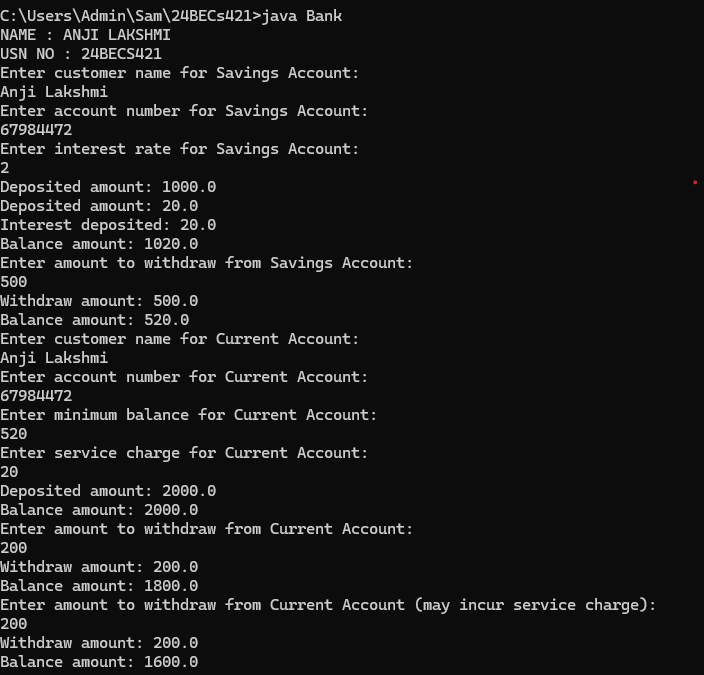 C:\Users\Admin\Sam\24BECs421>java Bank
NAME : ANJI LAKSHMI
USN NO : 24BECS421
Enter customer name for Savings Account:
Anji Lakshmi
Enter account number for Savings Account:
67984472
Enter interest rate for Savings Account:
2
Deposited amount: 1000.0
Deposited amount: 20.0
Interest deposited: 20.0
Balance amount: 1020.0
Enter amount to withdraw from Savings Account:
500
Withdraw amount: 500.0
Balance amount: 520.0
Enter customer name for Current Account:
Anji Lakshmi
Enter account number for Current Account:
67984472
Enter minimum balance for Current Account:
520
Enter service charge for Current Account:
20
Deposited amount: 2000.0
Balance amount: 2000.0
Enter amount to withdraw from Current Account:
200
Withdraw amount: 200.0
Balance amount: 1800.0
Enter amount to withdraw from Current Account (may incur service charge):
200
Withdraw amount: 200.0
Balance amount: 1600.0